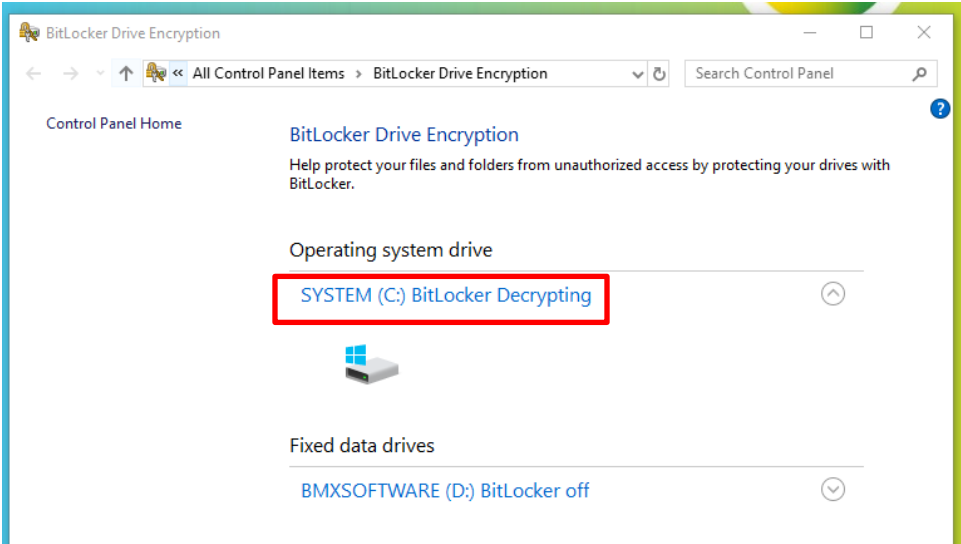 BitLocker Drive Encryption
« All Control Panel Items › BitLocker Drive Encryption
Search Control Panel
?
Control Panel Home
BitLocker Drive Encryption
Help protect your files and folders from unauthorized access by protecting your drives with
BitLocker.
Operating system drive
SYSTEM (C:) BitLocker Decrypting
Fixed data drives
BMXSOFTWARE (D:) BitLocker off